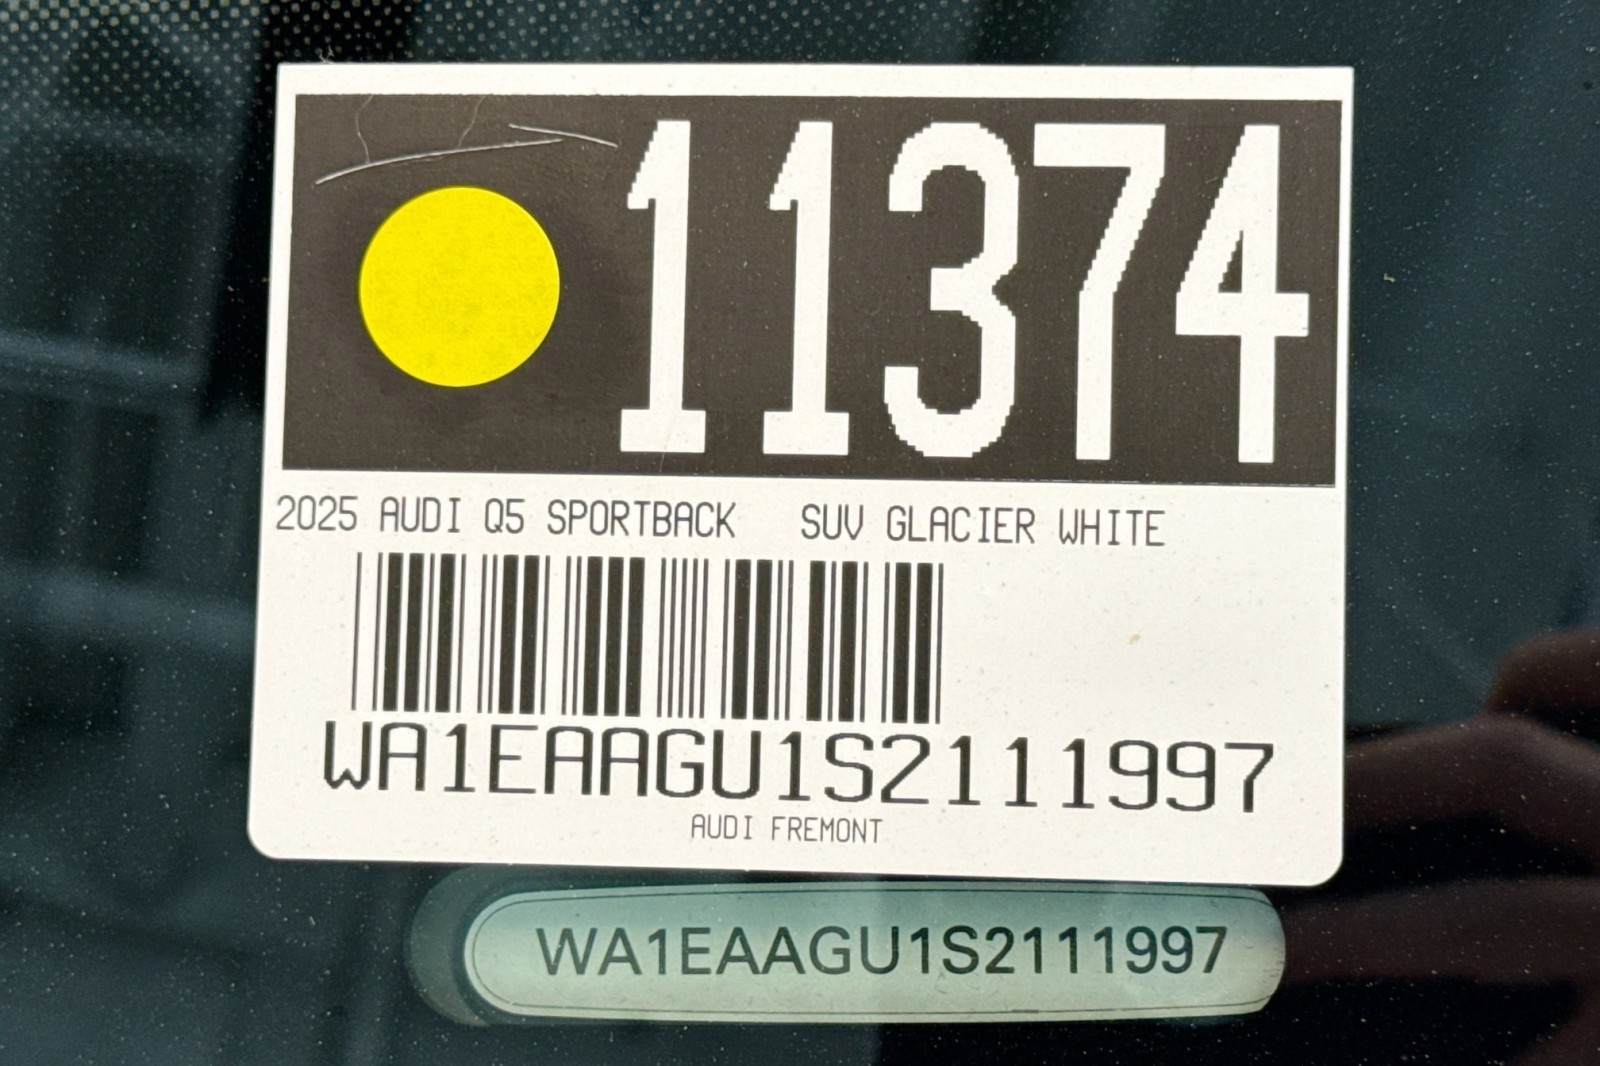 11374
2025 AUDI Q5 SPORTBACK SUV GLACIER WHITE
WA1EAAGU1S2111997
AUDI FREMONT
WA1EAAGU1S2111997